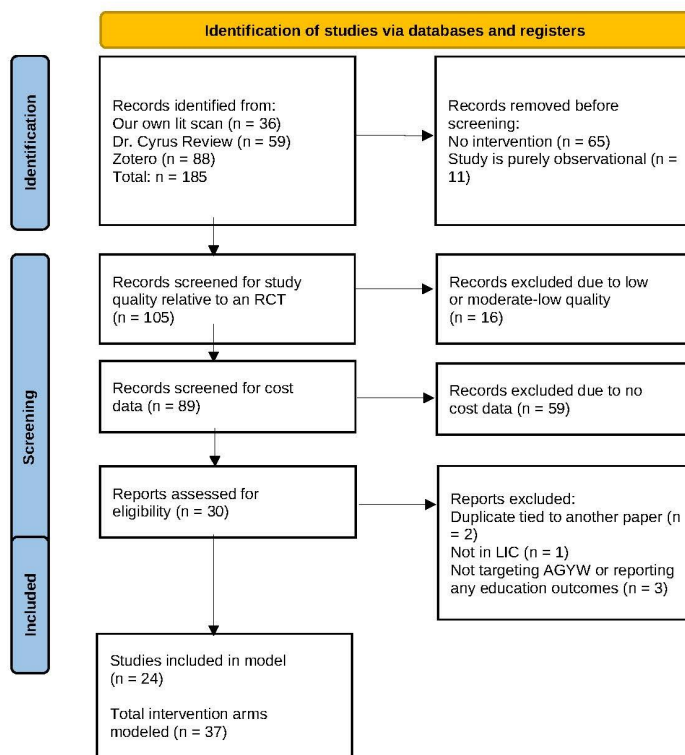 Identification of studies via databases and registers
Identification
Records identified from:
Our own lit scan (n = 36)
Dr. Cyrus Review (n = 59)
Zotero (n = 88)
Total: n = 185
Records removed before
screening:
No intervention (n = 65)
Study is purely observational (n =
11)
Screening
Records screened for study
quality relative to an RCT
(n = 105)
Records excluded due to low
or moderate-low quality
(n = 16)
Records screened for cost
data (n = 89)
Records excluded due to no
cost data (n = 59)
Reports assessed for
eligibility (n = 30)
Reports excluded:
Duplicate tied to another paper (n
= 2)
Not in LIC (n = 1)
Not targeting AGYW or reporting
any education outcomes (n = 3)
Included
Studies included in model
(n = 24)
Total intervention arms
modeled (n = 37)